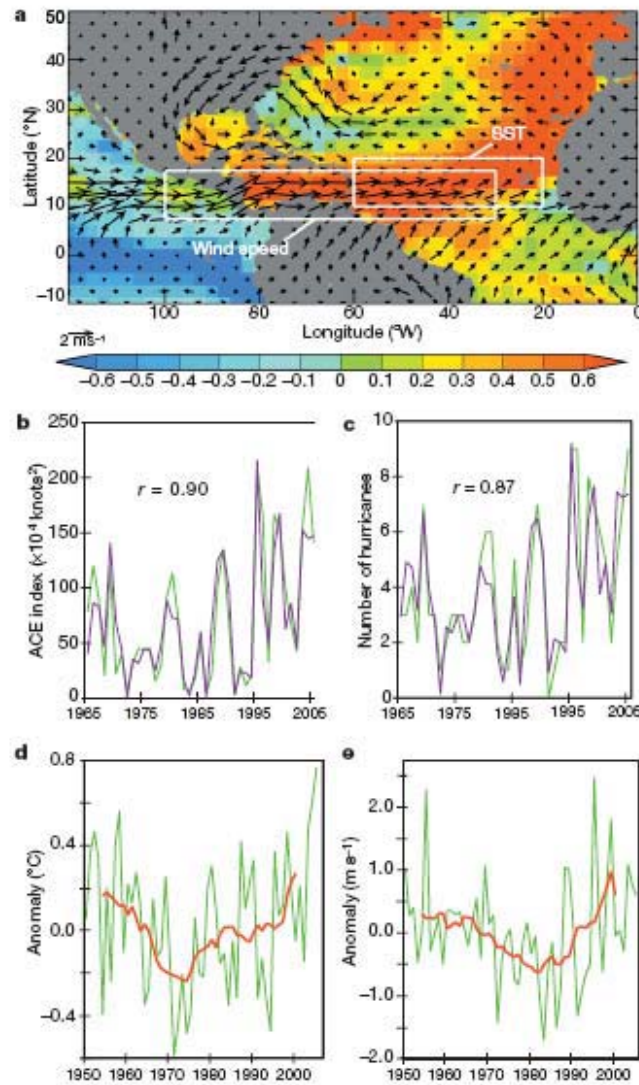 a
50
40
30
20
10
0
−10
Latitude (°N)
SST
Wind speed
120 100 80 60 40 20 0
Longitude (°W)
2 ms⁻¹
−0.6 −0.5 −0.4 −0.3 −0.2 −0.1 0 0.1 0.2 0.3 0.4 0.5 0.6
b
250
200
150
100
50
0
ACE index (×10⁻⁴ knots²)
r = 0.90
1965 1975 1985 1995 2005
c
10
8
6
4
2
0
Number of hurricanes
r = 0.87
1965 1975 1985 1995 2005
d
0.8
0.4
0.0
−0.4
Anomaly (°C)
1950 1960 1970 1980 1990 2000
e
2.0
1.0
0.0
−1.0
−2.0
Anomaly (m s⁻¹)
1950 1960 1970 1980 1990 2000